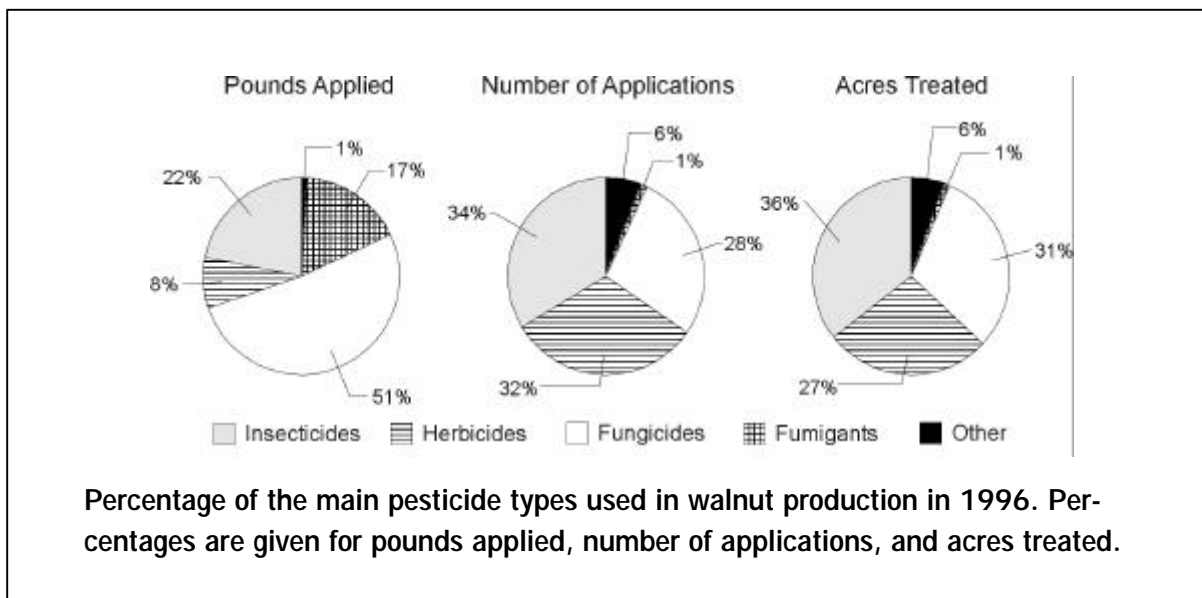 Pounds Applied
Number of Applications
Acres Treated
1%
17%
22%
8%
51%
6%
1%
34%
28%
32%
6%
1%
36%
31%
27%
Insecticides
Herbicides
Fungicides
Fumigants
Other
Percentage of the main pesticide types used in walnut production in 1996. Per-
centages are given for pounds applied, number of applications, and acres treated.